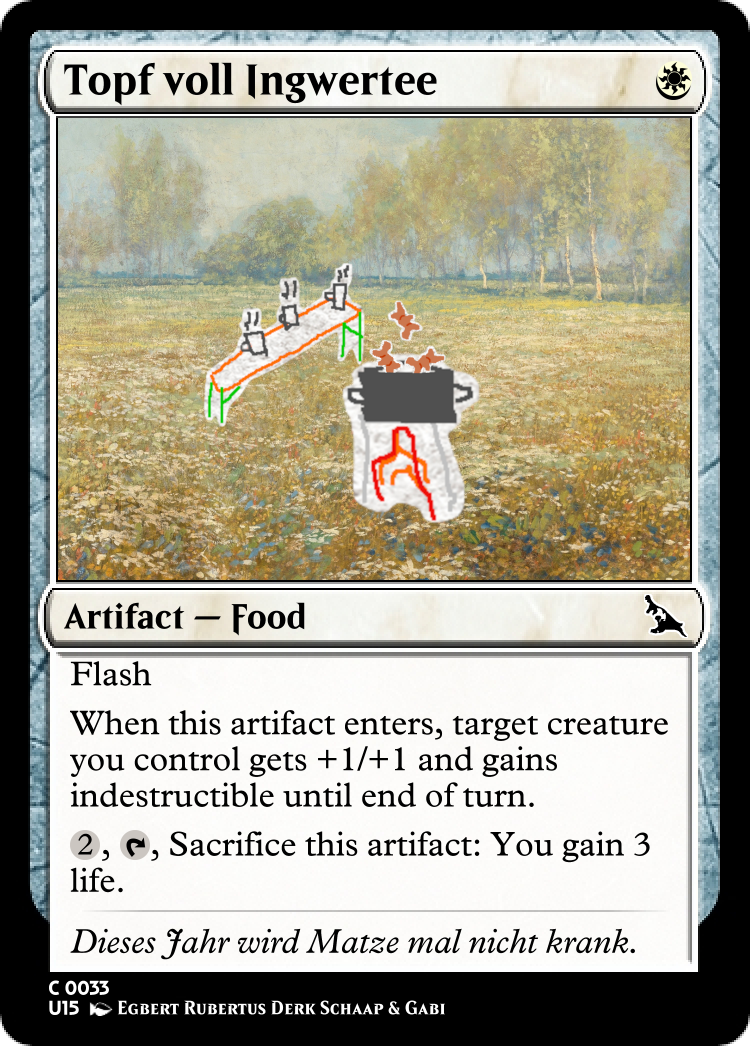 Topf voll Ingwertee
Artifact — Food
Flash
When this artifact enters, target creature
you control gets +1/+1 and gains
indestructible until end of turn.
2, , Sacrifice this artifact: You gain 3
life.
Dieses Jahr wird Matze mal nicht krank.
C 0033
U15 Egbert Rubertus Derk Schaap & Gabi